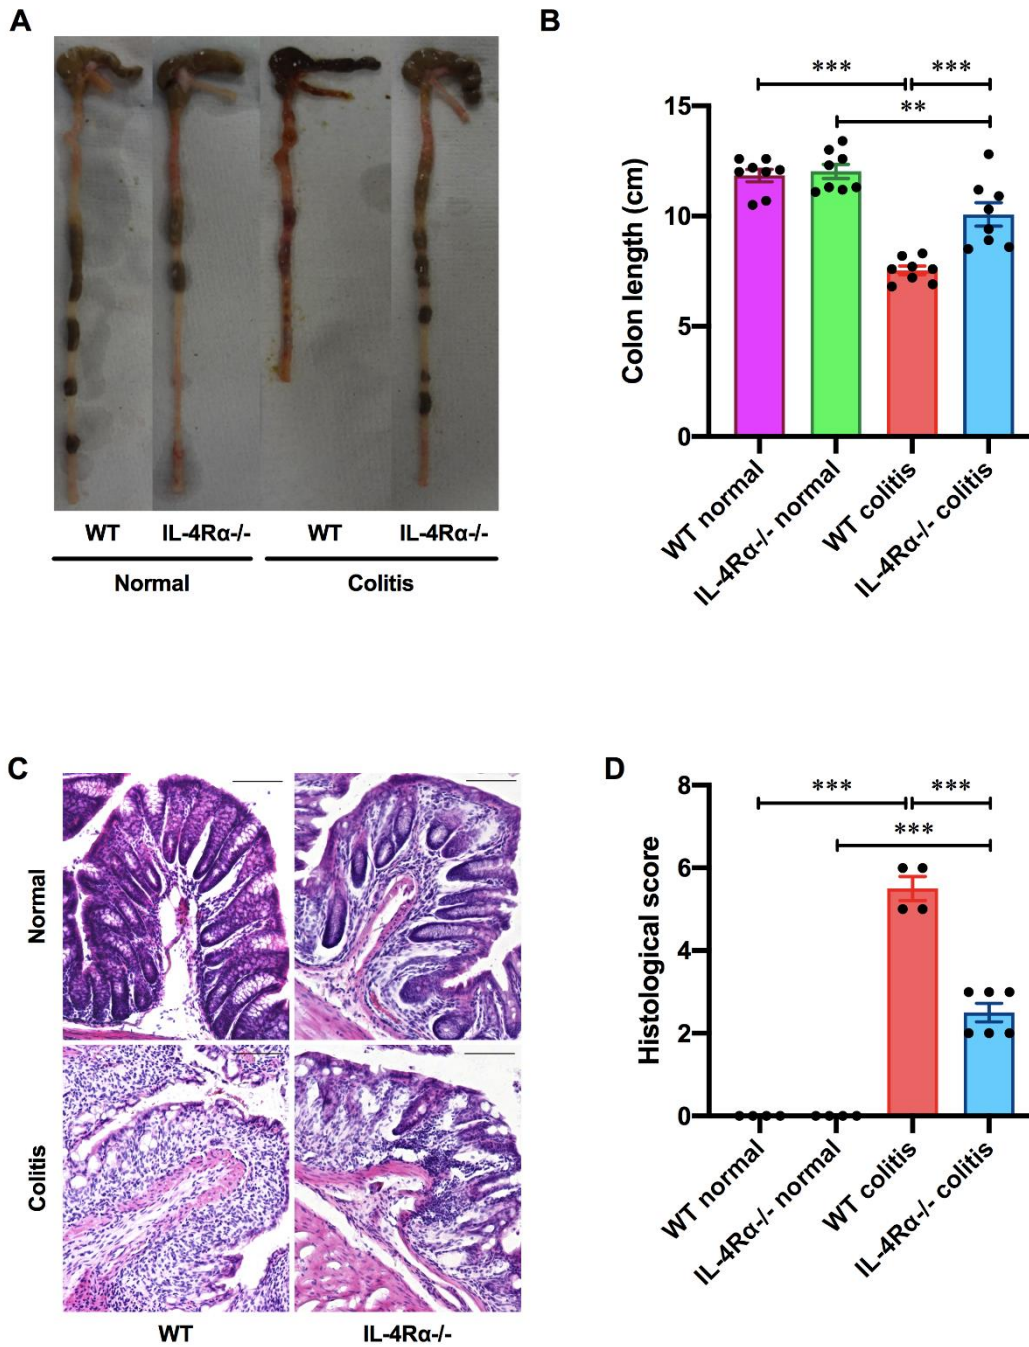 A
WT IL-4Rα-/- WT IL-4Rα-/-
Normal Colitis
B
*** ***
**
15
10
5
0
Colon length (cm)
WT normal
IL-4Rα-/- normal
WT colitis
IL-4Rα-/- colitis
C
Normal
Colitis
WT IL-4Rα-/-
D
*** ***
***
8
6
4
2
0
Histological score
WT normal
IL-4Rα-/- normal
WT colitis
IL-4Rα-/- colitis